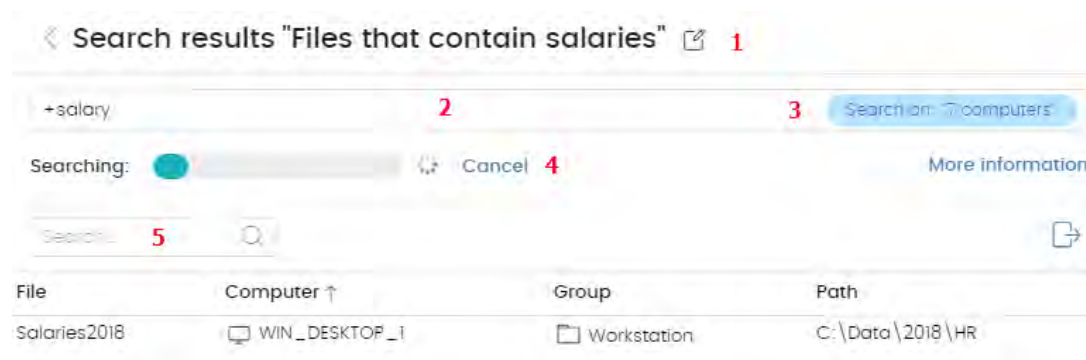 Search results "Files that contain salaries" 1
+salary 2 3 Search on: "7 computers"
Searching: Cancel 4 More information
Search... 5
File Computer ↑ Group Path
Salaries2018 WIN_DESKTOP_1 Workstation C:\Data\2018\HR